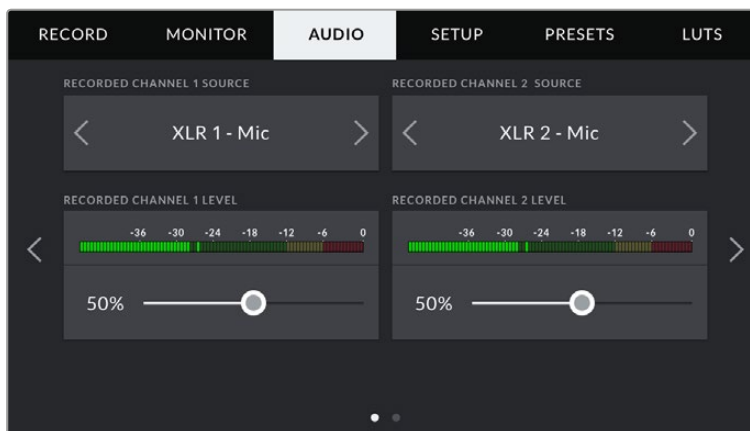 RECORD MONITOR AUDIO SETUP PRESETS LUTS
RECORDED CHANNEL 1 SOURCE RECORDED CHANNEL 2 SOURCE
XLR 1 - Mic XLR 2 - Mic
RECORDED CHANNEL 1 LEVEL RECORDED CHANNEL 2 LEVEL
-36 -30 -24 -18 -12 -6 0 -36 -30 -24 -18 -12 -6 0
50% 50%